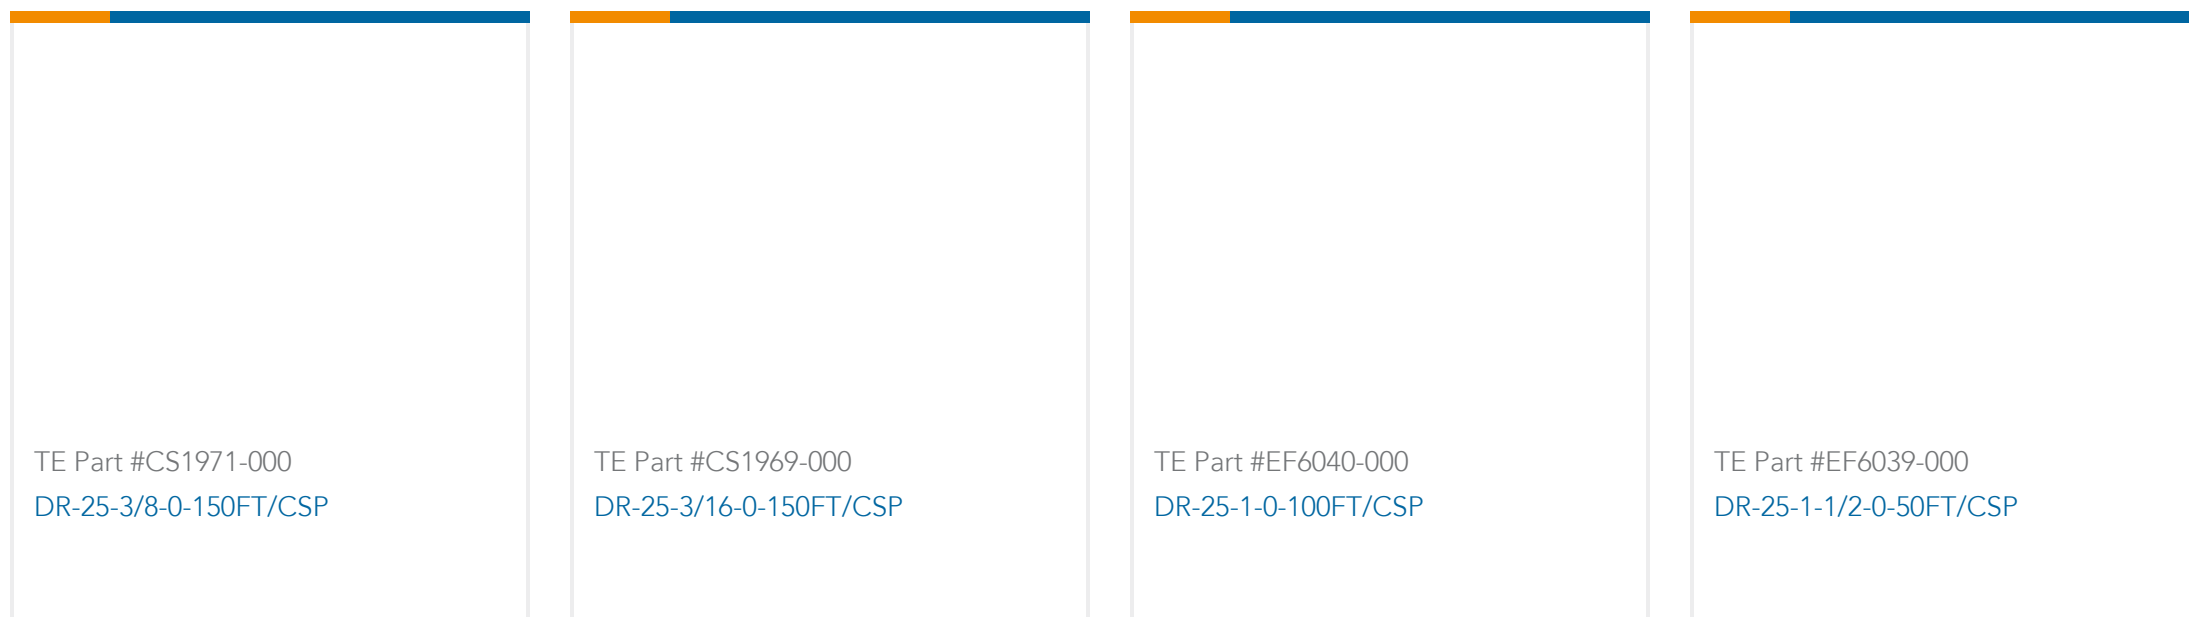 TE Part #CS1971-000
DR-25-3/8-0-150FT/CSP
TE Part #CS1969-000
DR-25-3/16-0-150FT/CSP
TE Part #EF6040-000
DR-25-1-0-100FT/CSP
TE Part #EF6039-000
DR-25-1-1/2-0-50FT/CSP